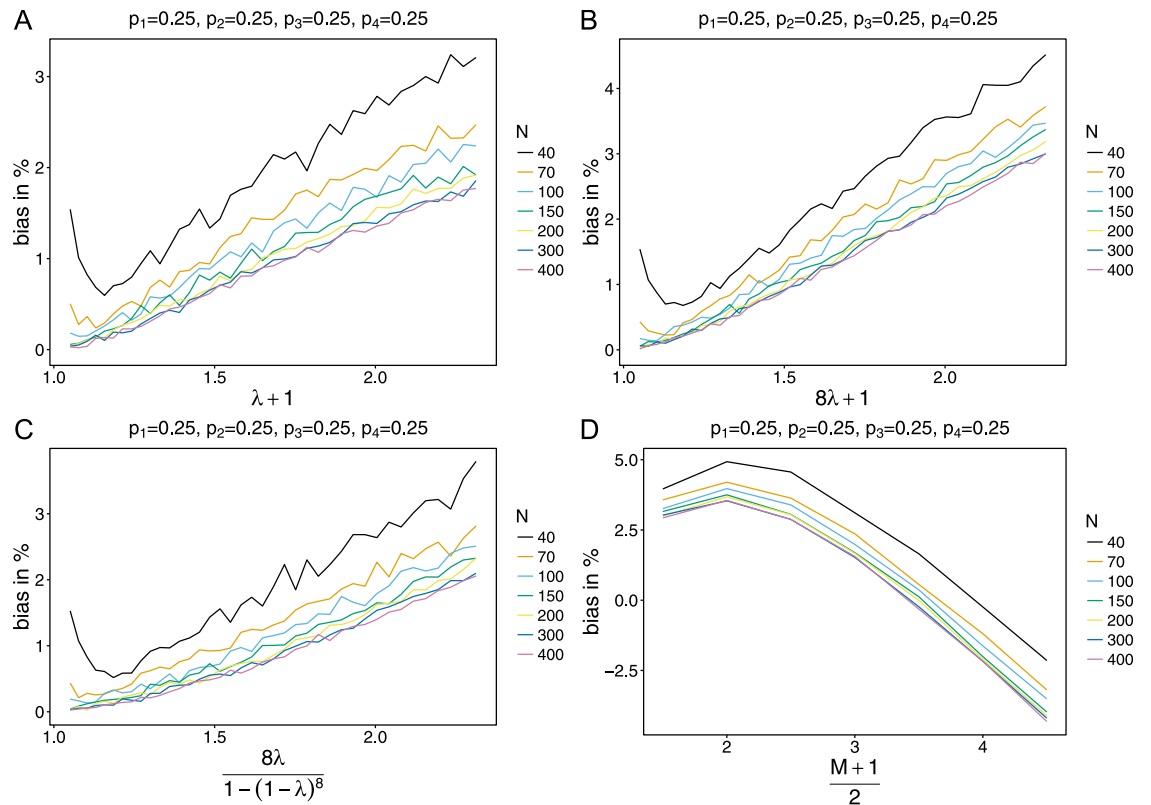 A
p1=0.25, p2=0.25, p3=0.25, p4=0.25
bias in %
3
2
1
0
1.0 1.5 2.0
λ + 1
N
40
70
100
150
200
300
400
B
p1=0.25, p2=0.25, p3=0.25, p4=0.25
bias in %
4
3
2
1
0
1.0 1.5 2.0
8λ + 1
N
40
70
100
150
200
300
400
C
p1=0.25, p2=0.25, p3=0.25, p4=0.25
bias in %
3
2
1
0
1.0 1.5 2.0
8λ
1 − (1 − λ)^8
N
40
70
100
150
200
300
400
D
p1=0.25, p2=0.25, p3=0.25, p4=0.25
bias in %
5.0
2.5
0.0
−2.5
2 3 4
M + 1
2
N
40
70
100
150
200
300
400